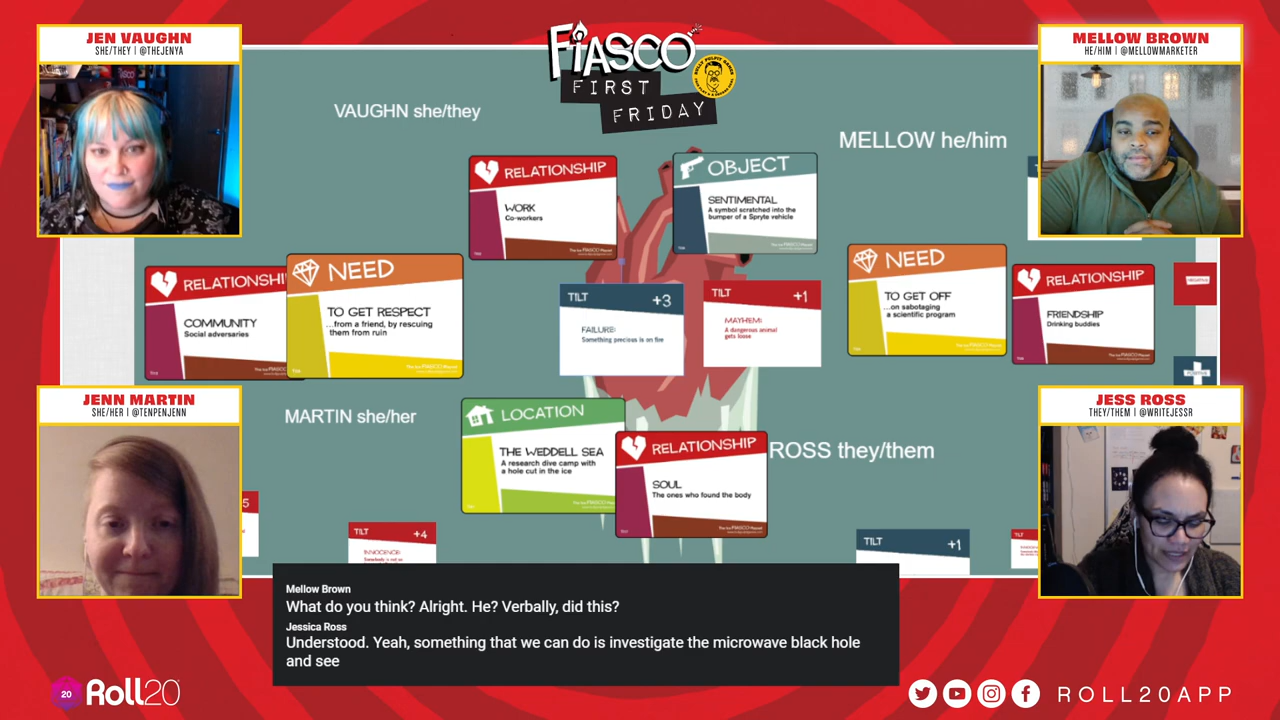 JEN VAUGHN
SHE/THEY | @THEJENYA
FIASCO
FIRST
FRIDAY
MELLOW BROWN
HE/HIM | @MELLOWMARKETER
VAUGHN she/they
MELLOW he/him
RELATIONSHIP
WORK
Co-workers
OBJECT
SENTIMENTAL
A symbol scratched into the
bumper of a Spryte vehicle
RELATIONSHI
COMMUNITY
Social adversaries
NEED
TO GET RESPECT
...from a friend, by rescuing
them from ruin
TILT +3
FAILURE:
Something precious is on fire
TILT +1
MAYHEM:
A dangerous animal
gets loose
NEED
TO GET OFF
...on sabotaging
a scientific program
RELATIONSHIP
FRIENDSHIP
Drinking buddies
NEGATIVE
POSITIVE
JENN MARTIN
SHE/HER | @TENPENJENN
MARTIN she/her
LOCATION
THE WEDDELL SEA
A research dive camp with
a hole cut in the ice
RELATIONSHIP
SOUL
The ones who found the body
ROSS they/them
JESS ROSS
THEY/THEM | @WRITEJESSR
5
TILT +4
INNOCENCE:
TILT +1
TILT
Mellow Brown
What do you think? Alright. He? Verbally, did this?
Jessica Ross
Understood. Yeah, something that we can do is investigate the microwave black hole
and see
20 Roll20
ROLL20APP